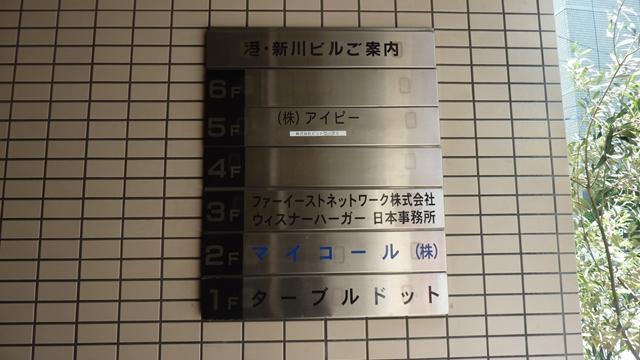 港・新川ビルご案内
6F
5F (株)アイピー
4F
3F ファーイーストネットワーク株式会社
ウィスナーハーガー 日本事務所
2F マイコール(株)
1F ターブルドット